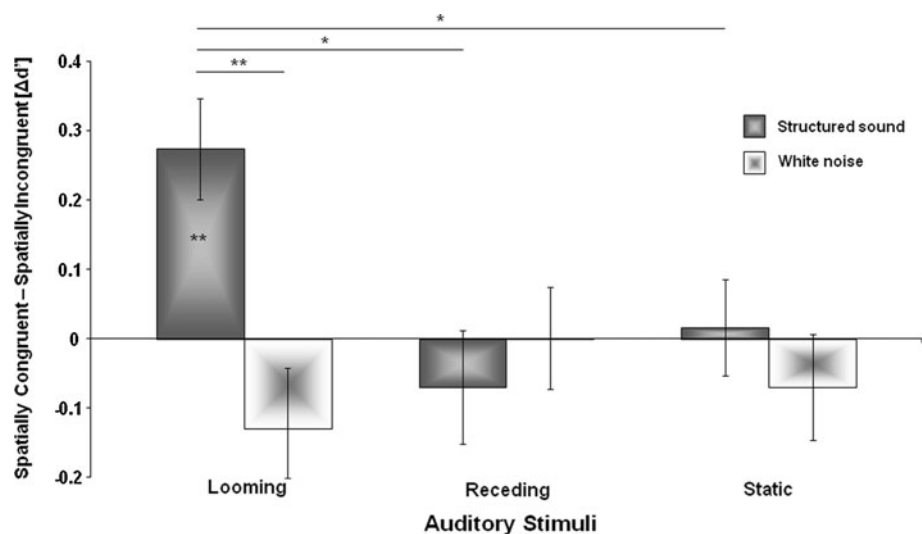 *
*
**
Spatially Congruent – Spatially Incongruent [Δd']
0.4
0.3
0.2
0.1
0
-0.1
-0.2
**
Structured sound
White noise
Looming
Receding
Static
Auditory Stimuli